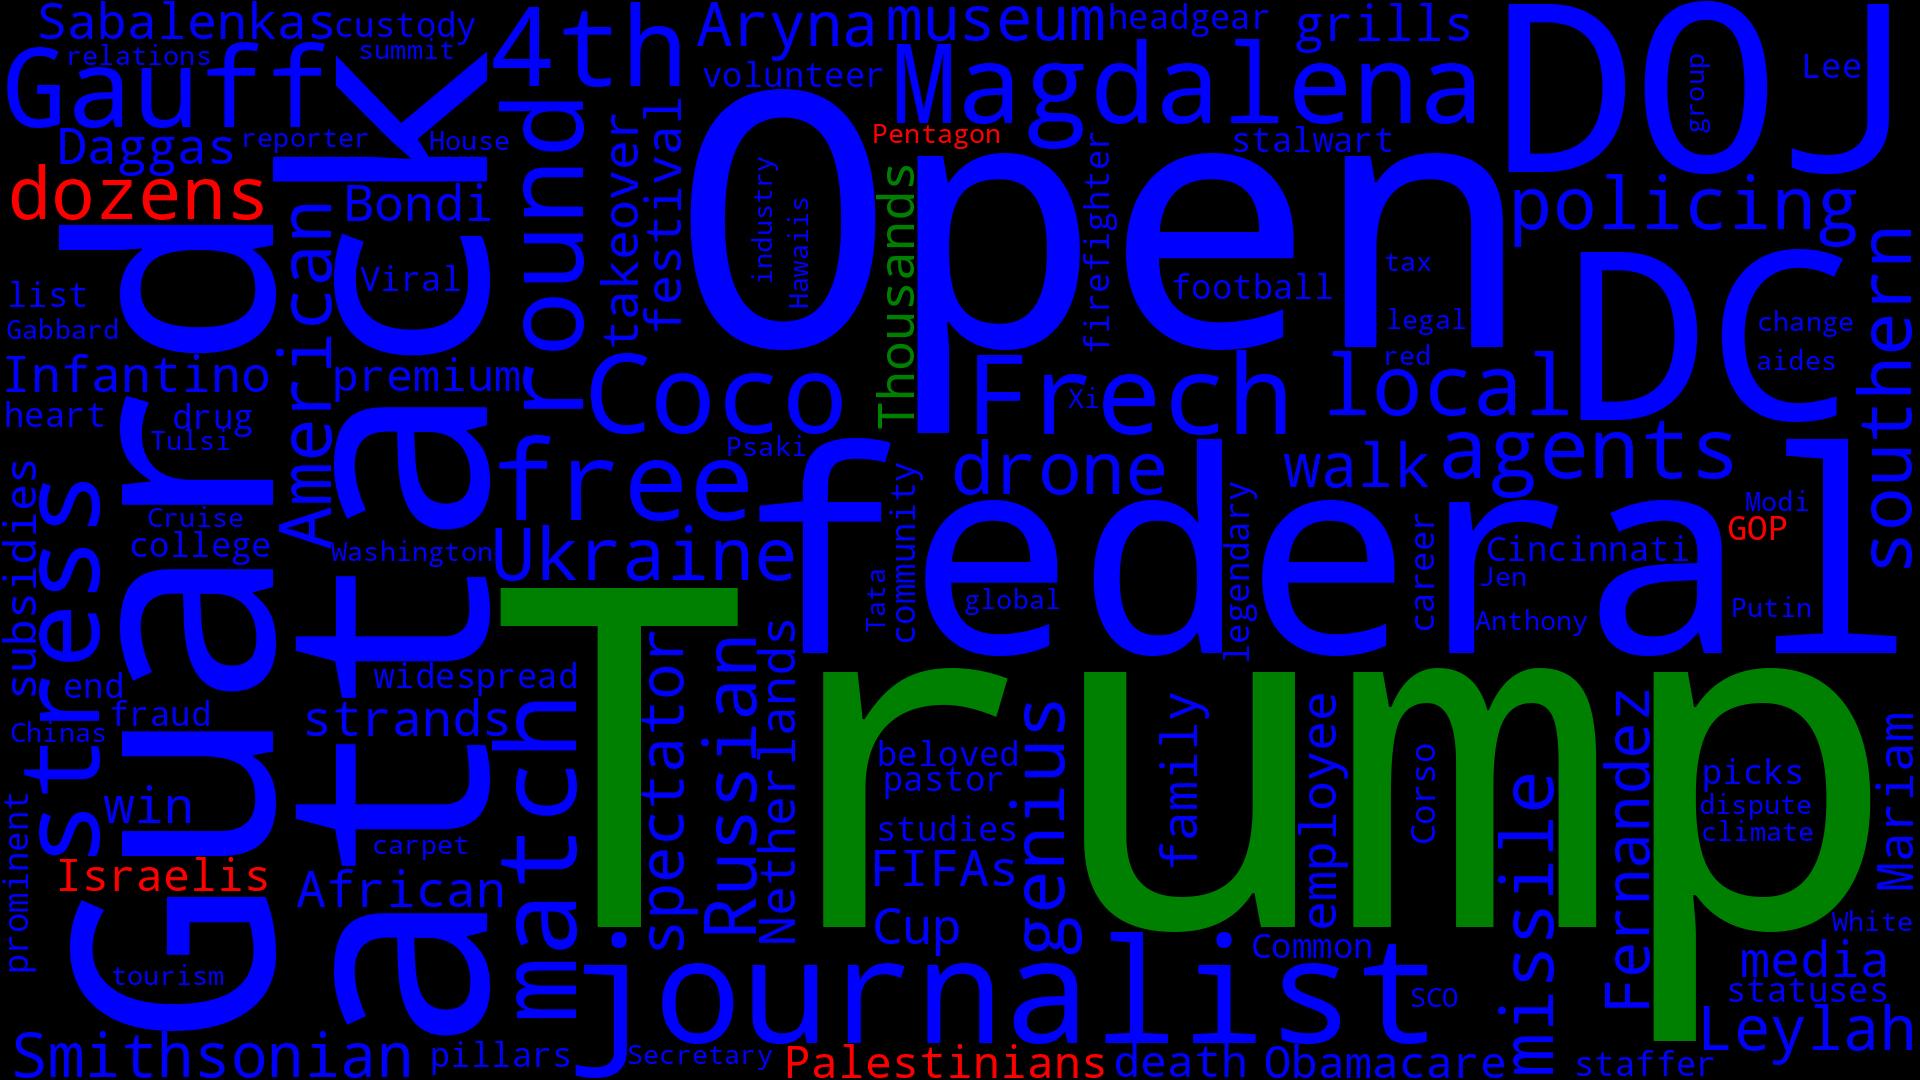 Sabalenkas
custody
4th
Aryna
museum
headgear
grills
DOJ
relations
summit
Gauff
volunteer
Magdalena
group
Lee
Daggas
reporter
House
Pentagon
stalwart
dozens
Bondi
attack
round
takeover
festival
Open
industry
Hawaiis
Thousands
firefighter
football
tax
legal
red
policing
DC
southern
list
Gabbard
Guard
American
Viral
change
aides
Infantino
premium
Coco
Frech
Xi
local
heart
drug
Tulsi
Psaki
free
federal
drone
walk
agents
community
legendary
career
Modi
GOP
subsidies
stress
Cruise
college
Washington
Ukraine
Tata
global
Cincinnati
Jen
Anthony
Putin
Trump
end
fraud
Chinas
widespread
strands
match
spectator
Russian
Netherlands
beloved
pastor
studies
FIFAs
Cup
genius
family
employee
Corso
missile
Fernandez
picks
dispute
climate
Mariam
win
prominent
Israelis
carpet
African
tourism
journalist
Common
SCO
White
media
statuses
Leylah
Smithsonian
pillars
Secretary
Palestinians
death
Obamacare
staffer